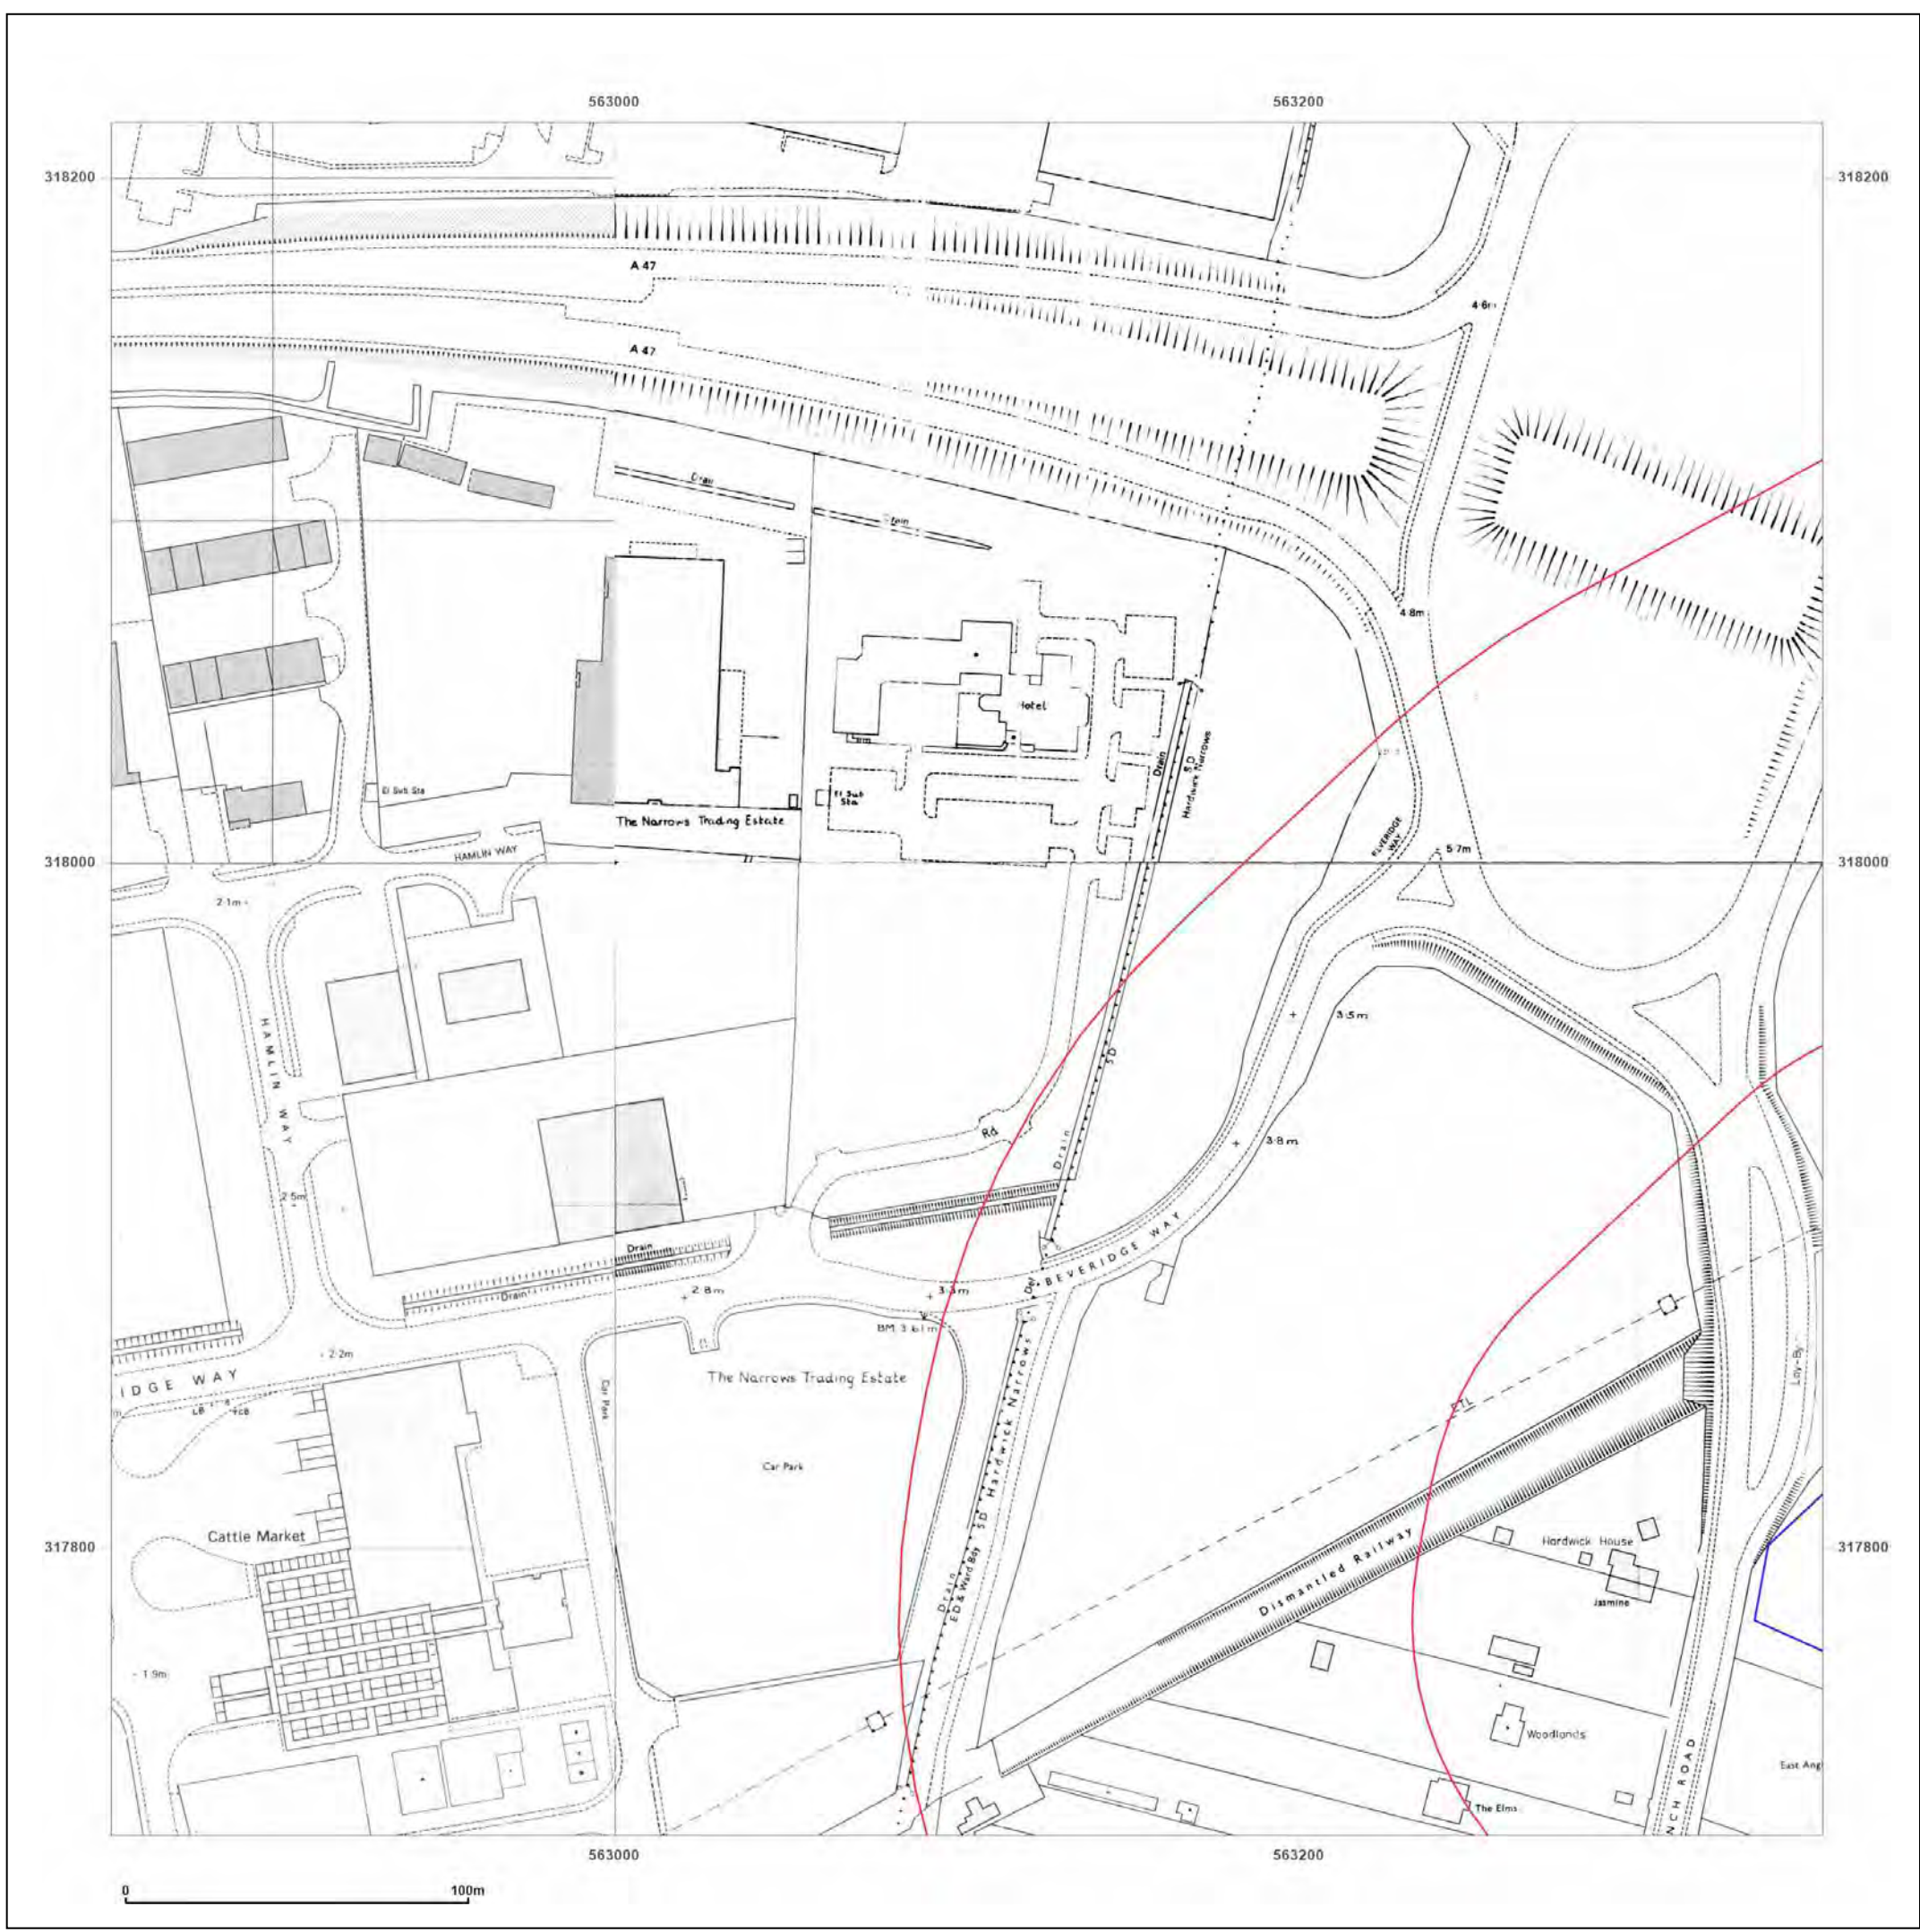 563000
563200
318200
318200
A 47
4·6m
A 47
Drain
4·8m
Hotel
Drain
SD
Hardwick Narrows
El Sub Sta
El Sub
Sta
The Narrows Trading Estate
HAMLIN WAY
WAY
5·7m
318000
318000
2·1m
3·5m
HAMLIN WAY
SD
Rd
Drain
3·8m
2·5m
BEVERIDGE WAY
Drain
Drain
2·8m
3·3m
Def
BM 3·61m
2·2m
IDGE WAY
LB
TCB
The Narrows Trading Estate
Car Park
Hardwick Narrows
Lay-By
ETL
Car Park
SD
Cattle Market
317800
317800
Hardwick House
Dismantled Railway
Jasmine
Drain
ED & Ward Bdy
1·9m
Woodlands
East Ang
The Elms
NCH ROAD
563000
563200
0
100m